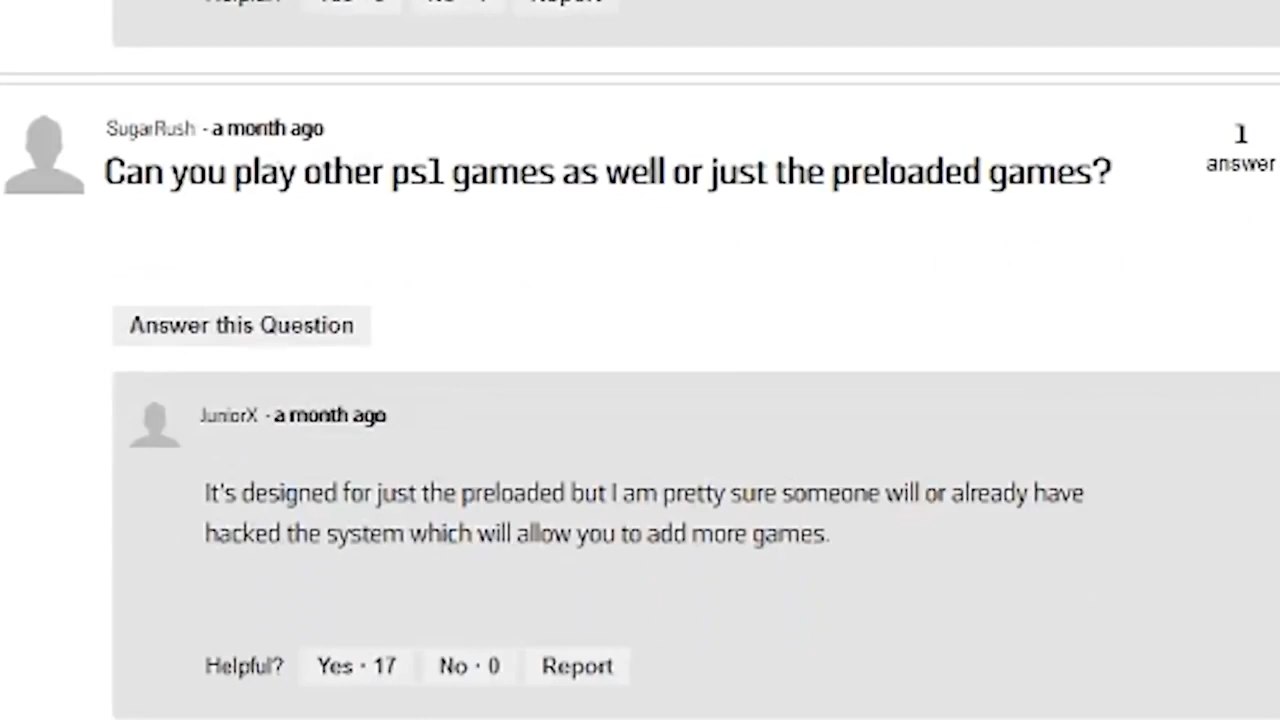 SugarRush - a month ago
1
Can you play other ps1 games as well or just the preloaded games?
answer
Answer this Question
JuniorX - a month ago
It's designed for just the preloaded but I am pretty sure someone will or already have
hacked the system which will allow you to add more games.
Helpful? Yes · 17 No · 0 Report